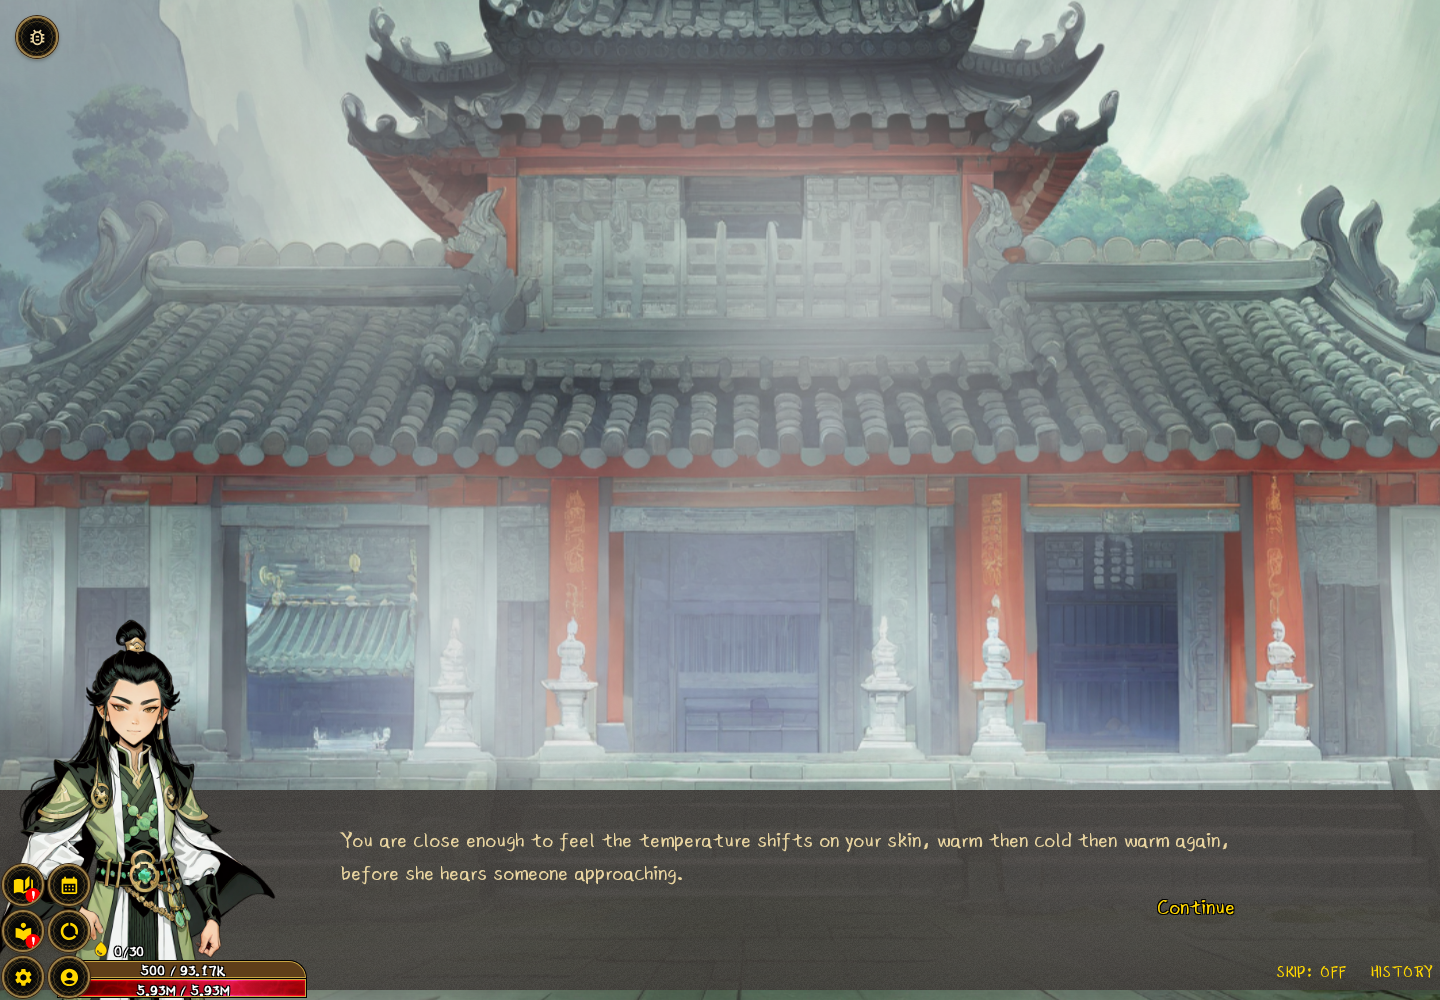 You are close enough to feel the temperature shifts on your skin, warm then cold then warm again,
before she hears someone approaching.
Continue
0/30
500 / 93.17K
5.93M / 5.93M
SKIP: OFF HISTORY